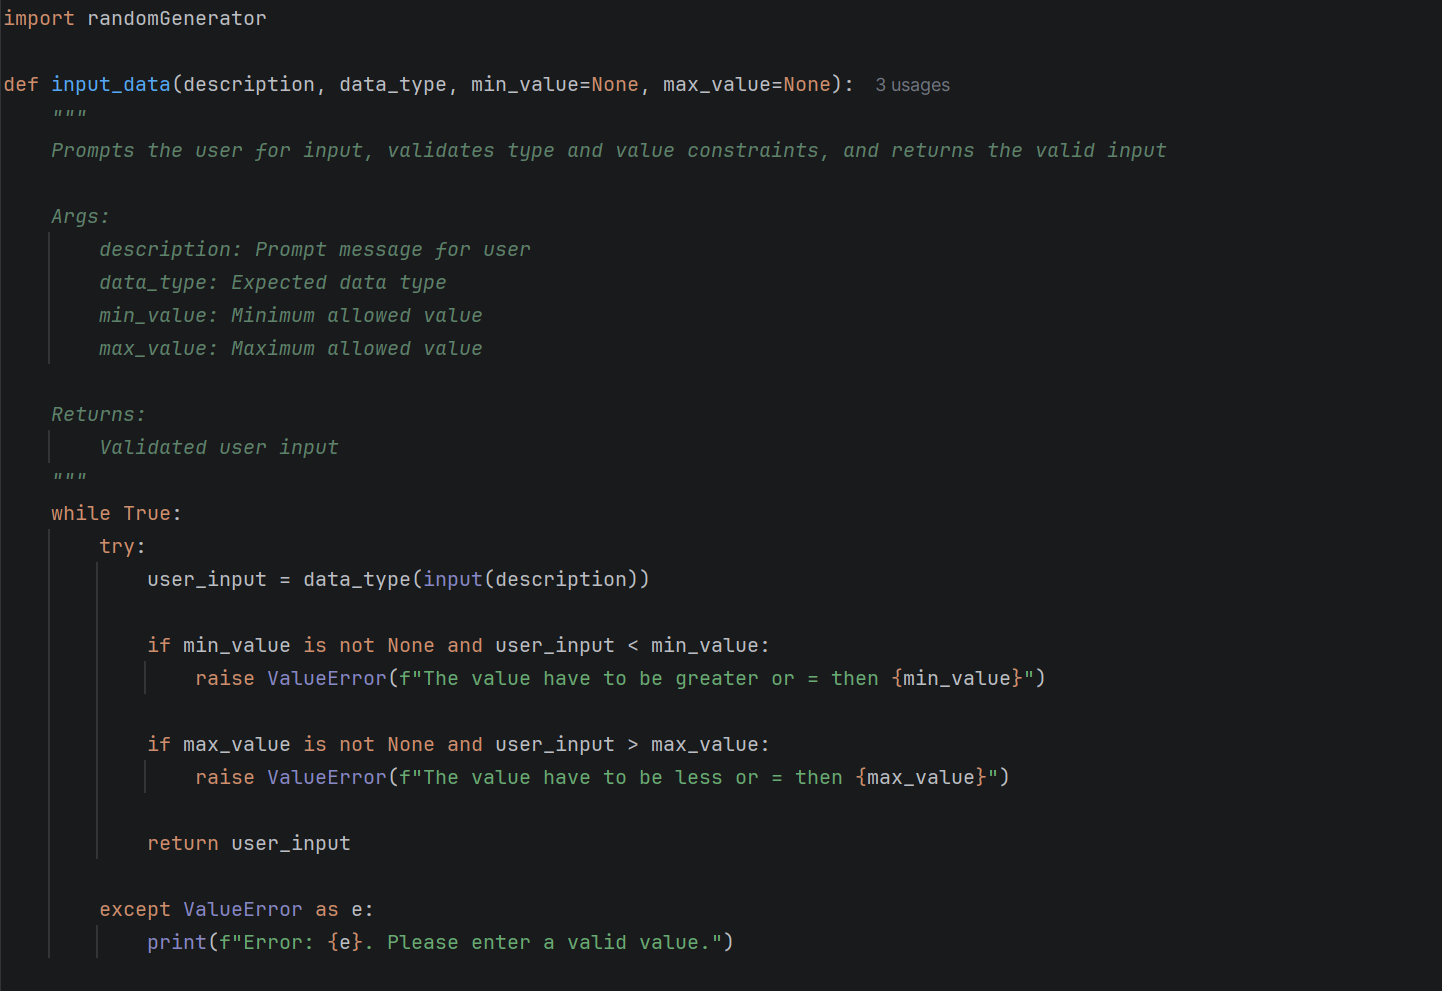 import randomGenerator
def input_data(description, data_type, min_value=None, max_value=None): 3 usages
"""
Prompts the user for input, validates type and value constraints, and returns the valid input
Args:
description: Prompt message for user
data_type: Expected data type
min_value: Minimum allowed value
max_value: Maximum allowed value
Returns:
Validated user input
"""
while True:
try:
user_input = data_type(input(description))
if min_value is not None and user_input < min_value:
raise ValueError(f"The value have to be greater or = then {min_value}")
if max_value is not None and user_input > max_value:
raise ValueError(f"The value have to be less or = then {max_value}")
return user_input
except ValueError as e:
print(f"Error: {e}. Please enter a valid value.")